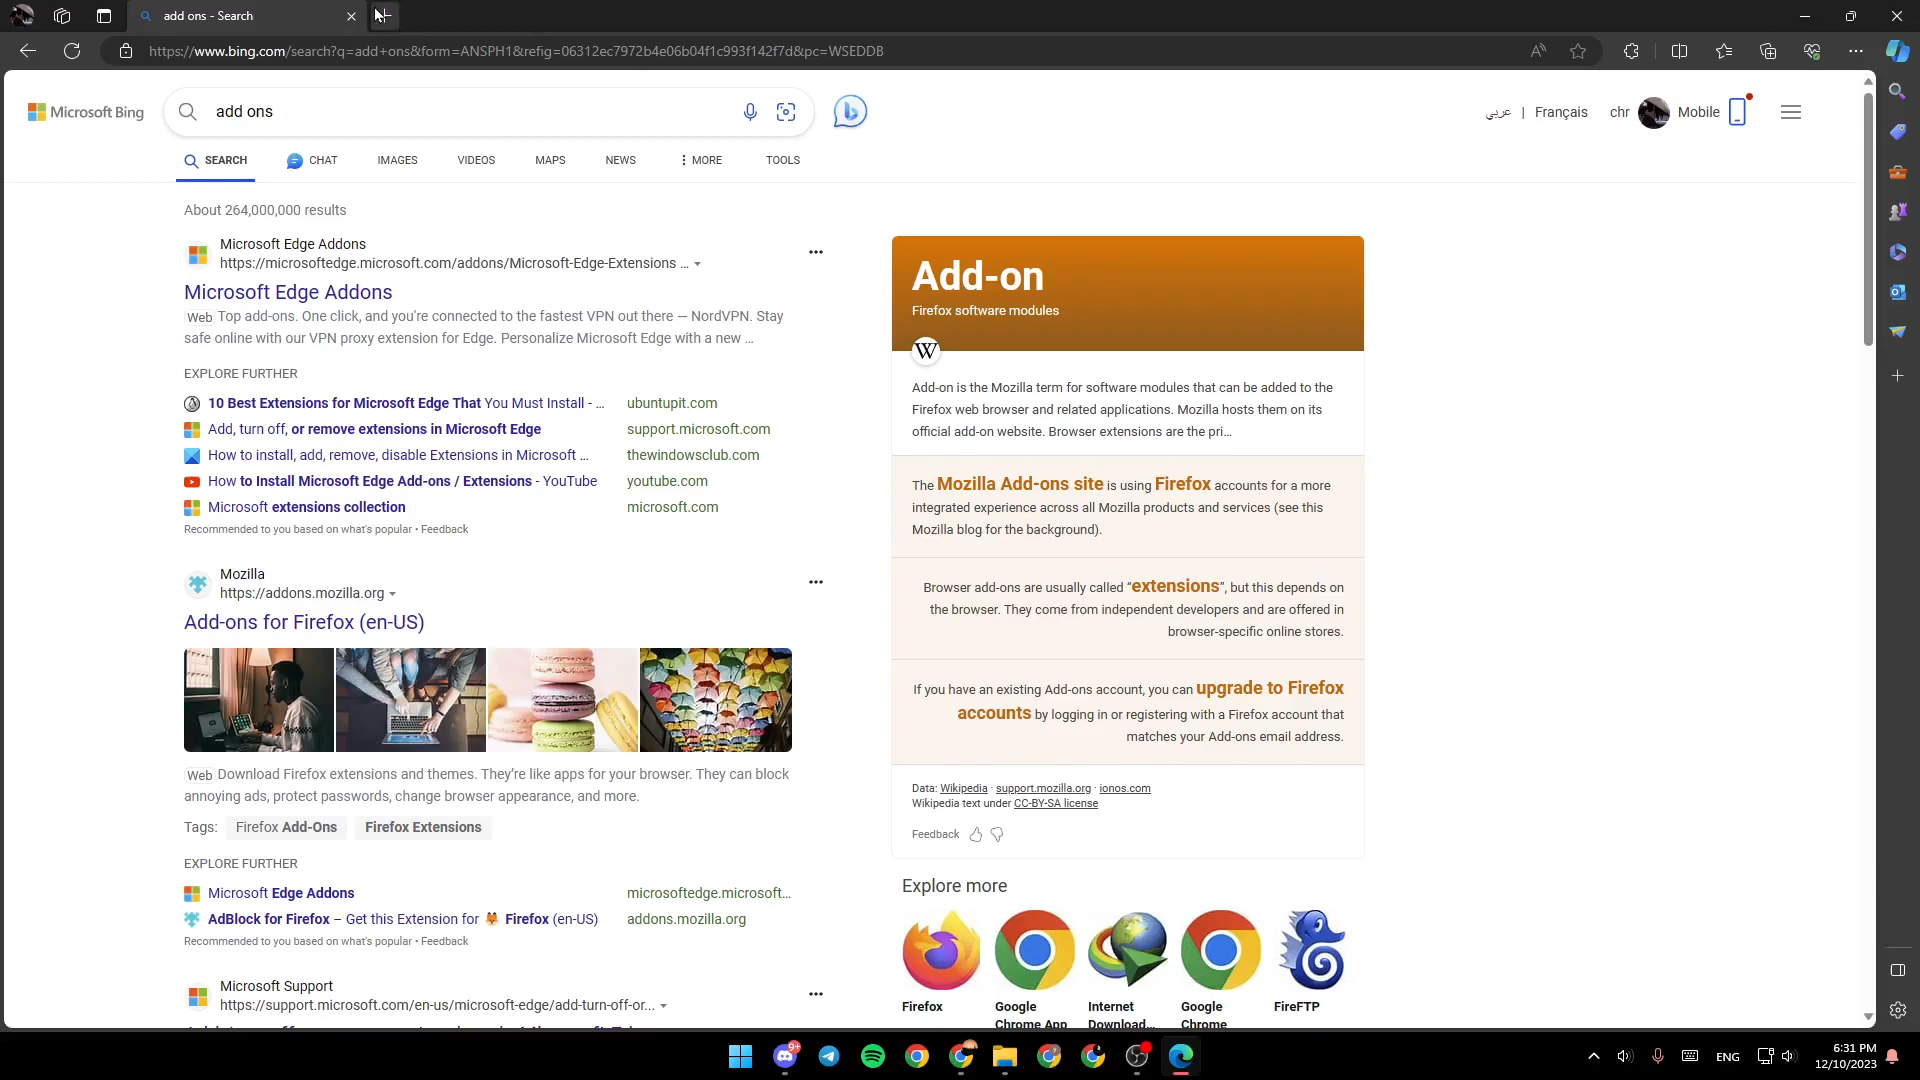 add ons - Search
https://www.bing.com/search?q=add+ons&form=ANSPH1&refig=06312ec7972b4e06b04f1c993f142f7d&pc=WSEDDB
Microsoft Bing
add ons
عربي | Français chr Mobile
SEARCH CHAT IMAGES VIDEOS MAPS NEWS MORE TOOLS
About 264,000,000 results
Microsoft Edge Addons
https://microsoftedge.microsoft.com/addons/Microsoft-Edge-Extensions ...
Microsoft Edge Addons
Web Top add-ons. One click, and you're connected to the fastest VPN out there — NordVPN. Stay
safe online with our VPN proxy extension for Edge. Personalize Microsoft Edge with a new ...
EXPLORE FURTHER
10 Best Extensions for Microsoft Edge That You Must Install - ... ubuntupit.com
Add, turn off, or remove extensions in Microsoft Edge support.microsoft.com
How to install, add, remove, disable Extensions in Microsoft ... thewindowsclub.com
How to Install Microsoft Edge Add-ons / Extensions - YouTube youtube.com
Microsoft extensions collection microsoft.com
Recommended to you based on what's popular • Feedback
Mozilla
https://addons.mozilla.org
Add-ons for Firefox (en-US)
Web Download Firefox extensions and themes. They're like apps for your browser. They can block
annoying ads, protect passwords, change browser appearance, and more.
Tags: Firefox Add-Ons Firefox Extensions
EXPLORE FURTHER
Microsoft Edge Addons microsoftedge.microsoft...
AdBlock for Firefox – Get this Extension for 🦊 Firefox (en-US) addons.mozilla.org
Recommended to you based on what's popular • Feedback
Microsoft Support
https://support.microsoft.com/en-us/microsoft-edge/add-turn-off-or...
Add-on
Firefox software modules
W
Add-on is the Mozilla term for software modules that can be added to the
Firefox web browser and related applications. Mozilla hosts them on its
official add-on website. Browser extensions are the pri...
The Mozilla Add-ons site is using Firefox accounts for a more
integrated experience across all Mozilla products and services (see this
Mozilla blog for the background).
Browser add-ons are usually called "extensions", but this depends on
the browser. They come from independent developers and are offered in
browser-specific online stores.
If you have an existing Add-ons account, you can upgrade to Firefox
accounts by logging in or registering with a Firefox account that
matches your Add-ons email address.
Data: Wikipedia · support.mozilla.org · ionos.com
Wikipedia text under CC-BY-SA license
Feedback
Explore more
Firefox Google Internet Google FireFTP
Chrome App Download... Chrome
9+
ENG
6:31 PM
12/10/2023